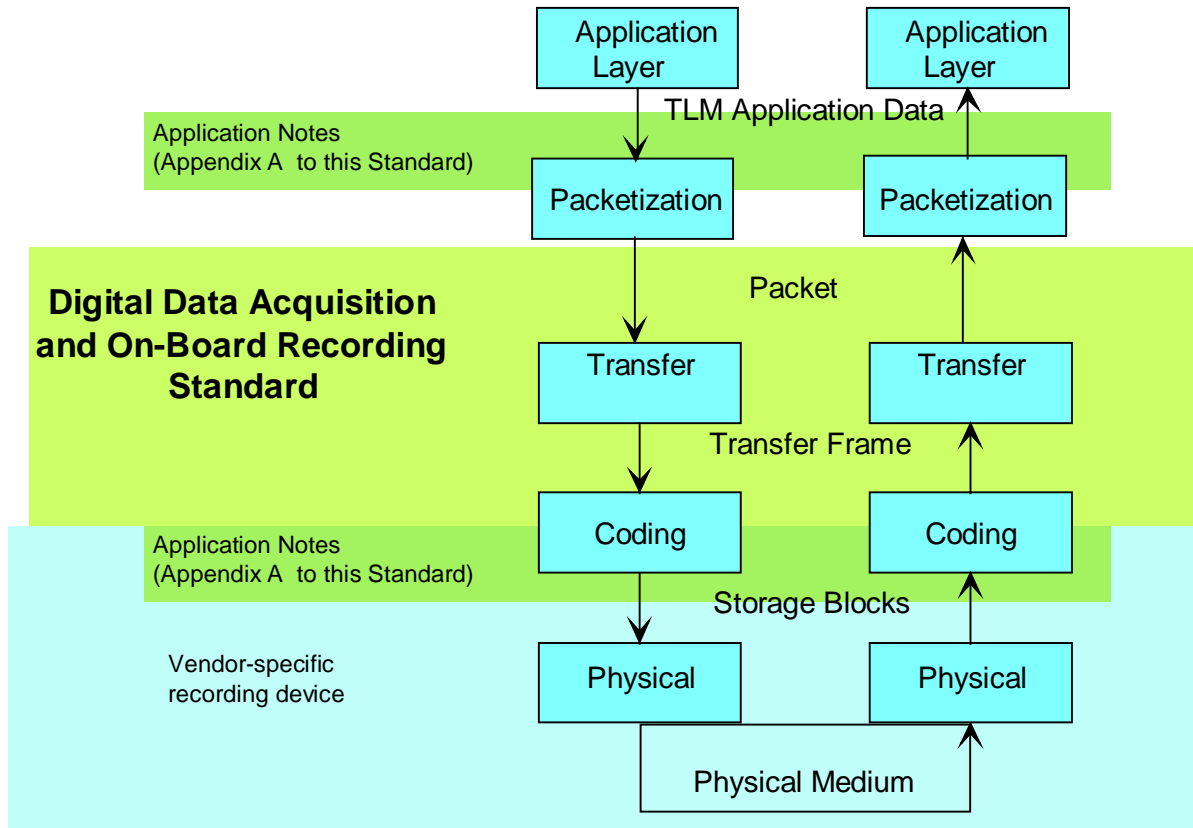 Application
Layer
Application
Layer
TLM Application Data
Application Notes
(Appendix A to this Standard)
Packetization
Packetization
Packet
Digital Data Acquisition
and On-Board Recording
Standard
Transfer
Transfer
Transfer Frame
Coding
Coding
Application Notes
(Appendix A to this Standard)
Storage Blocks
Vendor-specific
recording device
Physical
Physical
Physical Medium